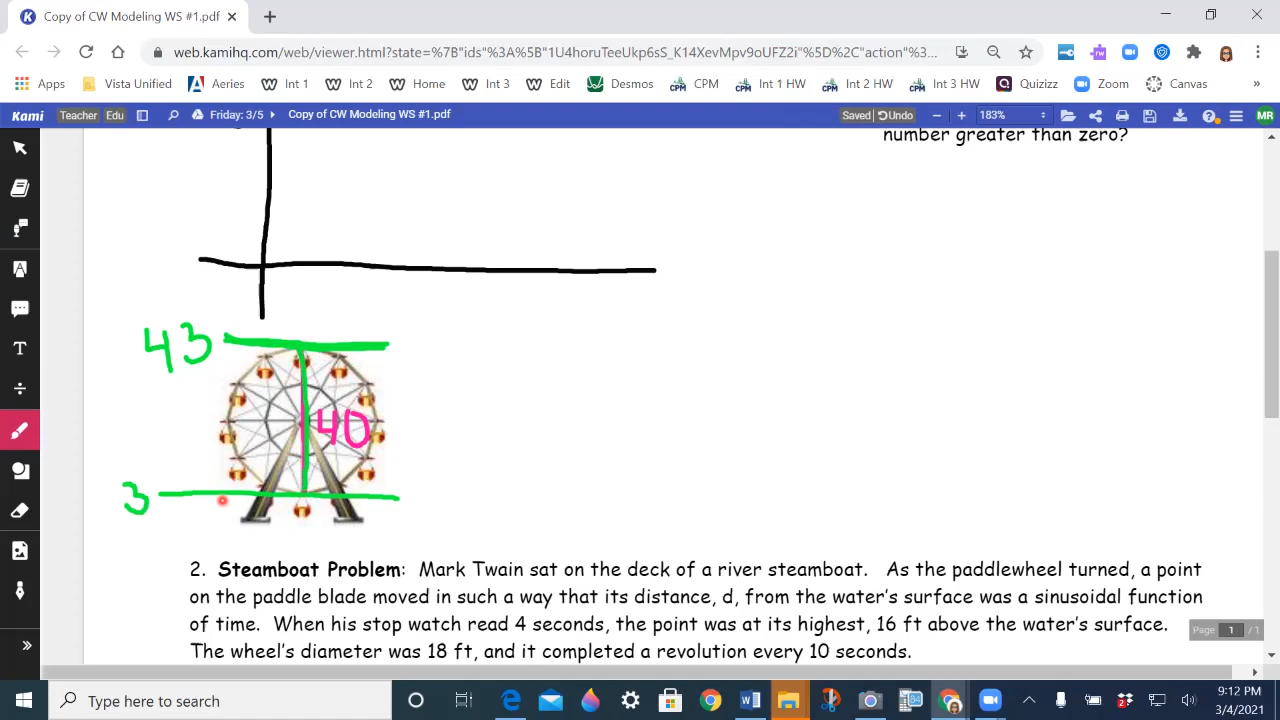 Copy of CW Modeling WS #1.pdf
web.kamihq.com/web/viewer.html?state=%7B"ids"%3A%5B"1U4horuTeeUkp6sS_K14XevMpv9oUFZ2i"%5D%2C"action"%3...
Apps Vista Unified Aeries Int 1 Int 2 Home Int 3 Edit Desmos CPM Int 1 HW Int 2 HW Int 3 HW Quizizz Zoom Canvas »
Kami Teacher Edu Friday: 3/5 Copy of CW Modeling WS #1.pdf Saved Undo 183% MR
number greater than zero?
43
40
3
2. Steamboat Problem: Mark Twain sat on the deck of a river steamboat. As the paddlewheel turned, a point
on the paddle blade moved in such a way that its distance, d, from the water's surface was a sinusoidal function
of time. When his stop watch read 4 seconds, the point was at its highest, 16 ft above the water's surface.
Page 1 / 1
The wheel's diameter was 18 ft, and it completed a revolution every 10 seconds.
Type here to search
9:12 PM
3/4/2021